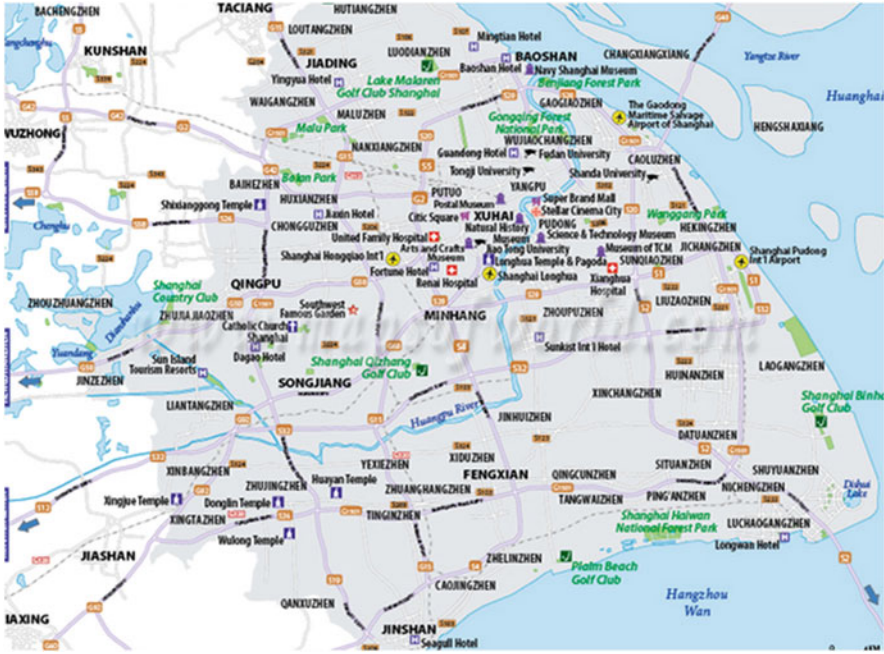 BACHENGZHEN
TACIANG
HUTIANGZHEN
LOUTANGZHEN
Mingtian Hotel
KUNSHAN
LUODIANZHEN
BAOSHAN
CHANGXIANGXIANG
Yangtze River
JIADING
Baoshan Hotel
Navy Shanghai Museum
Yingyua Hotel
Lake Malaren
Golf Club Shanghai
Benjiang Forest Park
Huanghai
WAIGANGZHEN
GAOGIAOZHEN
The Gaodong
Maritime Salvage
Airport of Shanghai
MALUZHEN
Gongqing Forest
National Park
HENGSHAXIANG
WUZHONG
Malu Park
WUJIAOCHANGZHEN
NANXIANGZHEN
Guandong Hotel
Fudan University
CAOLUZHEN
Tongji University
Shanda University
BAIHEZHEN
Bolan Park
YANGPU
PUTUO
HUXIANZHEN
Postal Museum
Super Brand Mall
Shixianggong Temple
Jiaxin Hotel
Citic Square
XUHAI
Stellar Cinema City
Wanggang Park
CHONGGUZHEN
Natural History
Museum
PUDONG
HEKINGZHEN
United Family Hospital
Science & Technology Museum
JICHANGZHEN
Arts and Crafts
Museum
Jiao Tong University
Museum of TCM
Shanghai Hongqiao Int'l
Longhua Temple & Pagoda
SUNQIAOZHEN
Shanghai Pudong
Int'l Airport
Fortune Hotel
Shanghai Longhua
Xianghua
Hospital
Renai Hospital
QINGPU
Shanghai
Country Club
ZHOUZHUANGZHEN
Southwest
Famous Garden
LIUZAOZHEN
ZHUJIAJIAOZHEN
MINHANG
ZHOUPUZHEN
www.mapsofworld.com
Catholic Church
Shanghai
Sunkist Int'l Hotel
Dianshanhu
Yuandang
Dagao Hotel
Sun Island
Tourism Resorts
Shanghai Qizhang
Golf Club
LAOGANGZHEN
JINZEZHEN
HUINANZHEN
SONGJIANG
XINCHANGZHEN
Shanghai Binha
Golf Club
LIANTANGZHEN
Huangpu River
JINHUIZHEN
DATUANZHEN
XIDUZHEN
YEXIEZHEN
XINBANGZHEN
SITUANZHEN
SHUYUANZHEN
FENGXIAN
QINGCUNZHEN
ZHUJINGZHEN
Huayan Temple
ZHUANGHANGZHEN
NICHENGZHEN
Dishui
Lake
Xingjue Temple
Donglin Temple
TANGWAIZHEN
PING'ANZHEN
XINGTAZHEN
TINGINZHEN
Shanghai Haiwan
National Forest Park
LUCHAOGANGZHEN
Wulong Temple
Longwan Hotel
JIASHAN
ZHELINZHEN
Plalm Beach
Golf Club
CAOJINGZHEN
Hangzhou
Wan
QANXUZHEN
IAXING
JINSHAN
Seagull Hotel